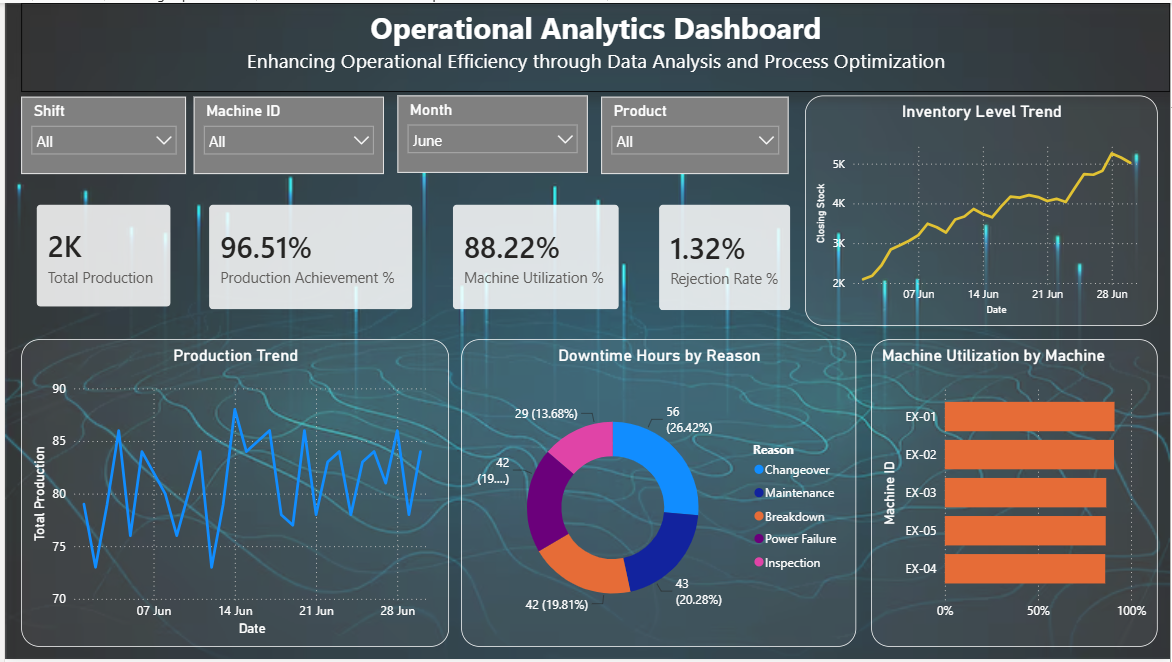 Operational Analytics Dashboard
Enhancing Operational Efficiency through Data Analysis and Process Optimization
Shift
All
Machine ID
All
Month
June
Product
All
2K
Total Production
96.51%
Production Achievement %
88.22%
Machine Utilization %
1.32%
Rejection Rate %
Inventory Level Trend
Closing Stock
5K
4K
3K
2K
07 Jun
14 Jun
21 Jun
28 Jun
Date
Production Trend
Total Production
90
85
80
75
70
07 Jun
14 Jun
21 Jun
28 Jun
Date
Downtime Hours by Reason
29 (13.68%)
56
(26.42%)
42
(19....)
42 (19.81%)
43
(20.28%)
Reason
Changeover
Maintenance
Breakdown
Power Failure
Inspection
Machine Utilization by Machine
Machine ID
EX-01
EX-02
EX-03
EX-05
EX-04
0%
50%
100%